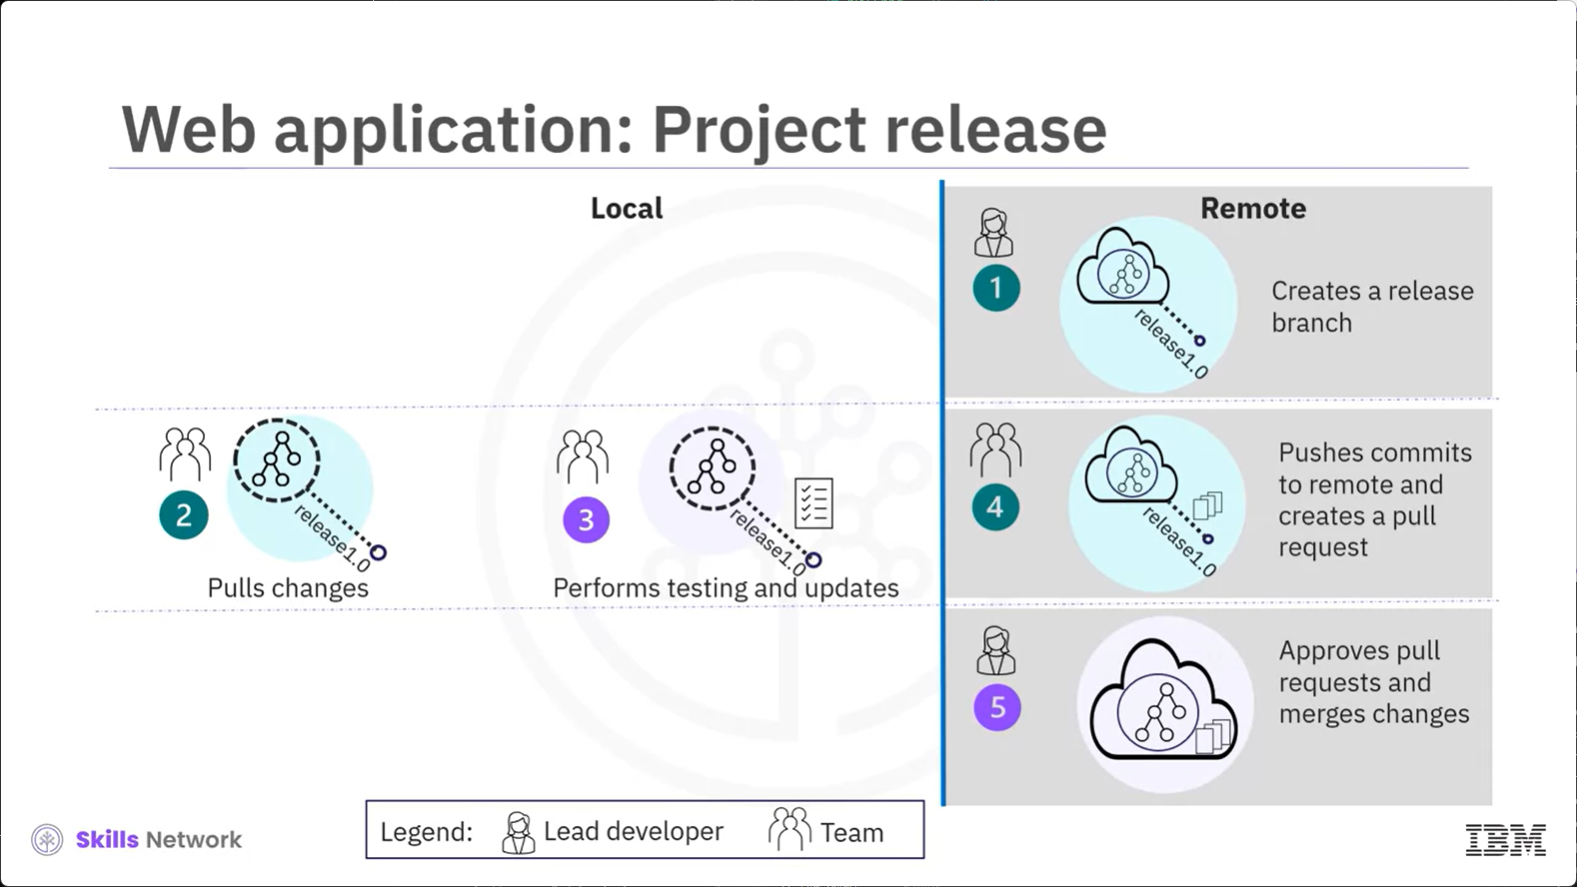 Web application: Project release
Local
Remote
1
release1.0
Creates a release
branch
2
release1.0
Pulls changes
3
release1.0
Performs testing and updates
4
release1.0
Pushes commits
to remote and
creates a pull
request
5
Approves pull
requests and
merges changes
Legend:
Lead developer
Team
Skills Network
IBM